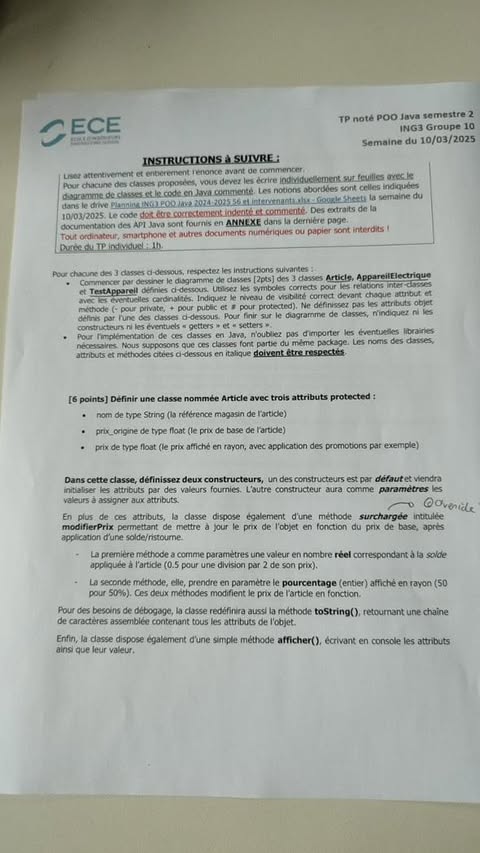 ECE
TP noté POO Java semestre 2
ING3 Groupe 10
Semaine du 10/03/2025
INSTRUCTIONS à SUIVRE :
Lisez attentivement et entièrement l'énoncé avant de commencer.
Pour chacune des classes proposées, vous devez les écrire individuellement sur feuilles avec le
diagramme de classes et le code en Java commenté. Les notions abordées sont celles indiquées
dans le drive Planning ING3 POO Java 2024-2025 S6 et intervenants.xlsx - Google Sheets la semaine du
10/03/2025. Le code doit être correctement indenté et commenté. Des extraits de la
documentation des API Java sont fournis en ANNEXE dans la dernière page.
Tout ordinateur, smartphone et autres documents numériques ou papier sont interdits !
Durée du TP individuel : 1h.
Pour chacune des 3 classes ci-dessous, respectez les instructions suivantes :
• Commencer par dessiner le diagramme de classes [2pts] des 3 classes Article, AppareilElectrique
et TestAppareil définies ci-dessous. Utilisez les symboles corrects pour les relations inter-classes
avec les éventuelles cardinalités. Indiquez le niveau de visibilité correct devant chaque attribut et
méthode (- pour private, + pour public et # pour protected). Ne définissez pas les attributs objet
définis par l'une des classes ci-dessous. Pour finir sur le diagramme de classes, n'indiquez ni les
constructeurs ni les éventuels « getters » et « setters ».
• Pour l'implémentation de ces classes en Java, n'oubliez pas d'importer les éventuelles librairies
nécessaires. Nous supposons que ces classes font partie du même package. Les noms des classes,
attributs et méthodes citées ci-dessous en italique doivent être respectés.
[6 points] Définir une classe nommée Article avec trois attributs protected :
• nom de type String (la référence magasin de l'article)
• prix_origine de type float (le prix de base de l'article)
• prix de type float (le prix affiché en rayon, avec application des promotions par exemple)
Dans cette classe, définissez deux constructeurs, un des constructeurs est par défaut et viendra
initialiser les attributs par des valeurs fournies. L'autre constructeur aura comme paramètres les
valeurs à assigner aux attributs.
@Override
En plus de ces attributs, la classe dispose également d'une méthode surchargée intitulée
modifierPrix permettant de mettre à jour le prix de l'objet en fonction du prix de base, après
application d'une solde/ristourne.
- La première méthode a comme paramètres une valeur en nombre réel correspondant à la solde
appliquée à l'article (0.5 pour une division par 2 de son prix).
- La seconde méthode, elle, prendre en paramètre le pourcentage (entier) affiché en rayon (50
pour 50%). Ces deux méthodes modifient le prix de l'article en fonction.
Pour des besoins de débogage, la classe redéfinira aussi la méthode toString(), retournant une chaîne
de caractères assemblée contenant tous les attributs de l'objet.
Enfin, la classe dispose également d'une simple méthode afficher(), écrivant en console les attributs
ainsi que leur valeur.